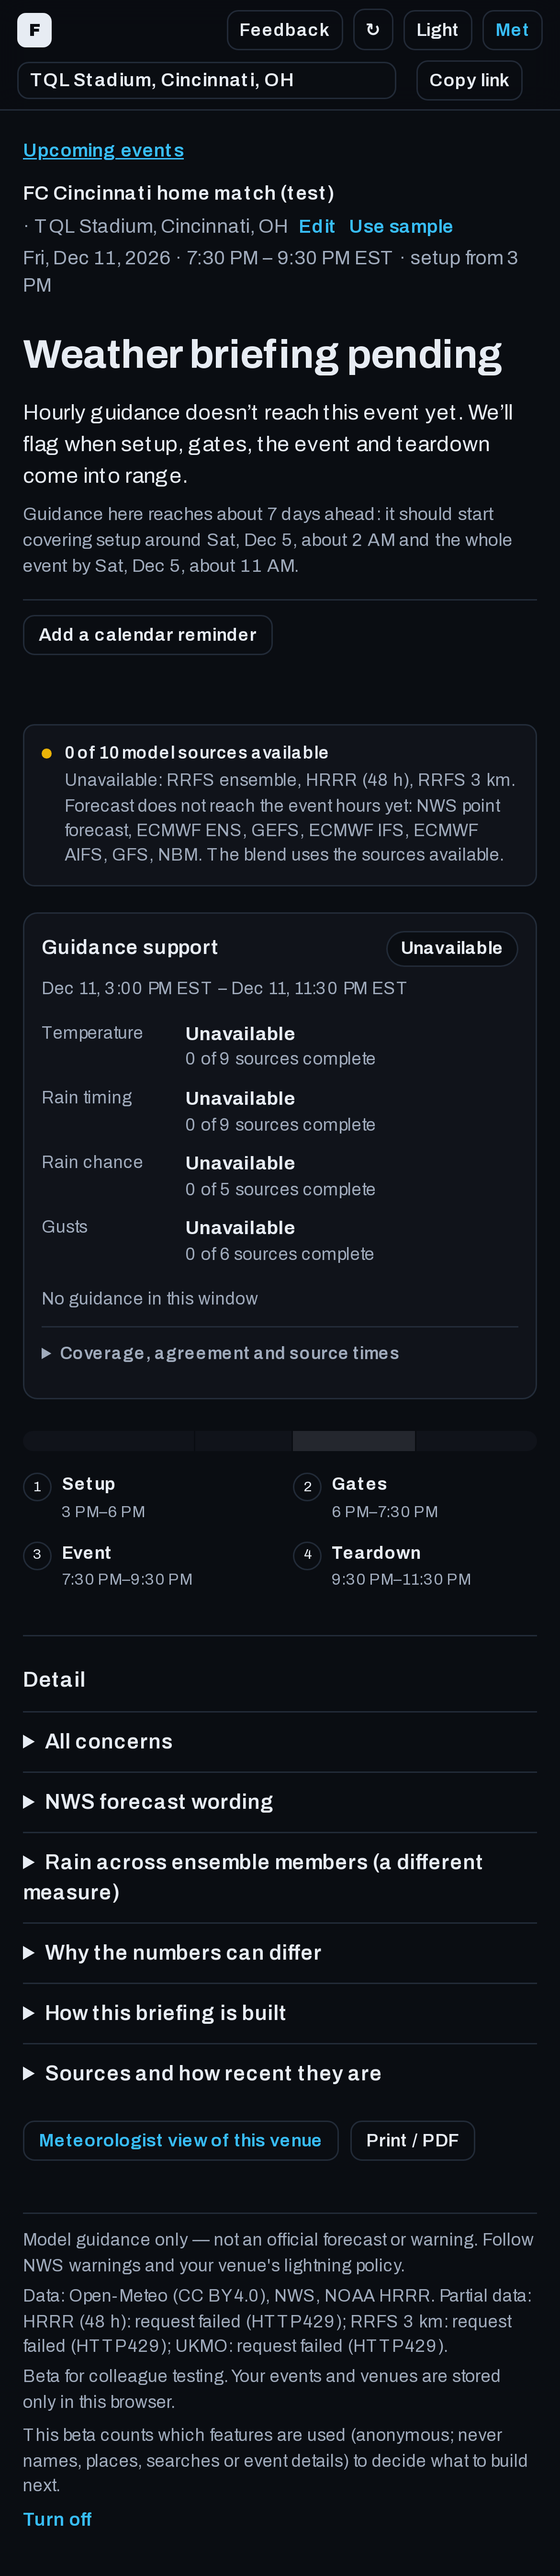 F
Feedback
↻
Light
Met
TQL Stadium, Cincinnati, OH
Copy link
Upcoming events
FC Cincinnati home match (test)
· TQL Stadium, Cincinnati, OH Edit Use sample
Fri, Dec 11, 2026 · 7:30 PM – 9:30 PM EST · setup from 3
PM
Weather briefing pending
Hourly guidance doesn’t reach this event yet. We’ll
flag when setup, gates, the event and teardown
come into range.
Guidance here reaches about 7 days ahead: it should start
covering setup around Sat, Dec 5, about 2 AM and the whole
event by Sat, Dec 5, about 11 AM.
Add a calendar reminder
0 of 10 model sources available
Unavailable: RRFS ensemble, HRRR (48 h), RRFS 3 km.
Forecast does not reach the event hours yet: NWS point
forecast, ECMWF ENS, GEFS, ECMWF IFS, ECMWF
AIFS, GFS, NBM. The blend uses the sources available.
Guidance support
Unavailable
Dec 11, 3:00 PM EST – Dec 11, 11:30 PM EST
Temperature
Unavailable
0 of 9 sources complete
Rain timing
Unavailable
0 of 9 sources complete
Rain chance
Unavailable
0 of 5 sources complete
Gusts
Unavailable
0 of 6 sources complete
No guidance in this window
▶ Coverage, agreement and source times
1 Setup
3 PM–6 PM
2 Gates
6 PM–7:30 PM
3 Event
7:30 PM–9:30 PM
4 Teardown
9:30 PM–11:30 PM
Detail
▶ All concerns
▶ NWS forecast wording
▶ Rain across ensemble members (a different
measure)
▶ Why the numbers can differ
▶ How this briefing is built
▶ Sources and how recent they are
Meteorologist view of this venue
Print / PDF
Model guidance only — not an official forecast or warning. Follow
NWS warnings and your venue's lightning policy.
Data: Open-Meteo (CC BY 4.0), NWS, NOAA HRRR. Partial data:
HRRR (48 h): request failed (HTTP 429); RRFS 3 km: request
failed (HTTP 429); UKMO: request failed (HTTP 429).
Beta for colleague testing. Your events and venues are stored
only in this browser.
This beta counts which features are used (anonymous; never
names, places, searches or event details) to decide what to build
next.
Turn off